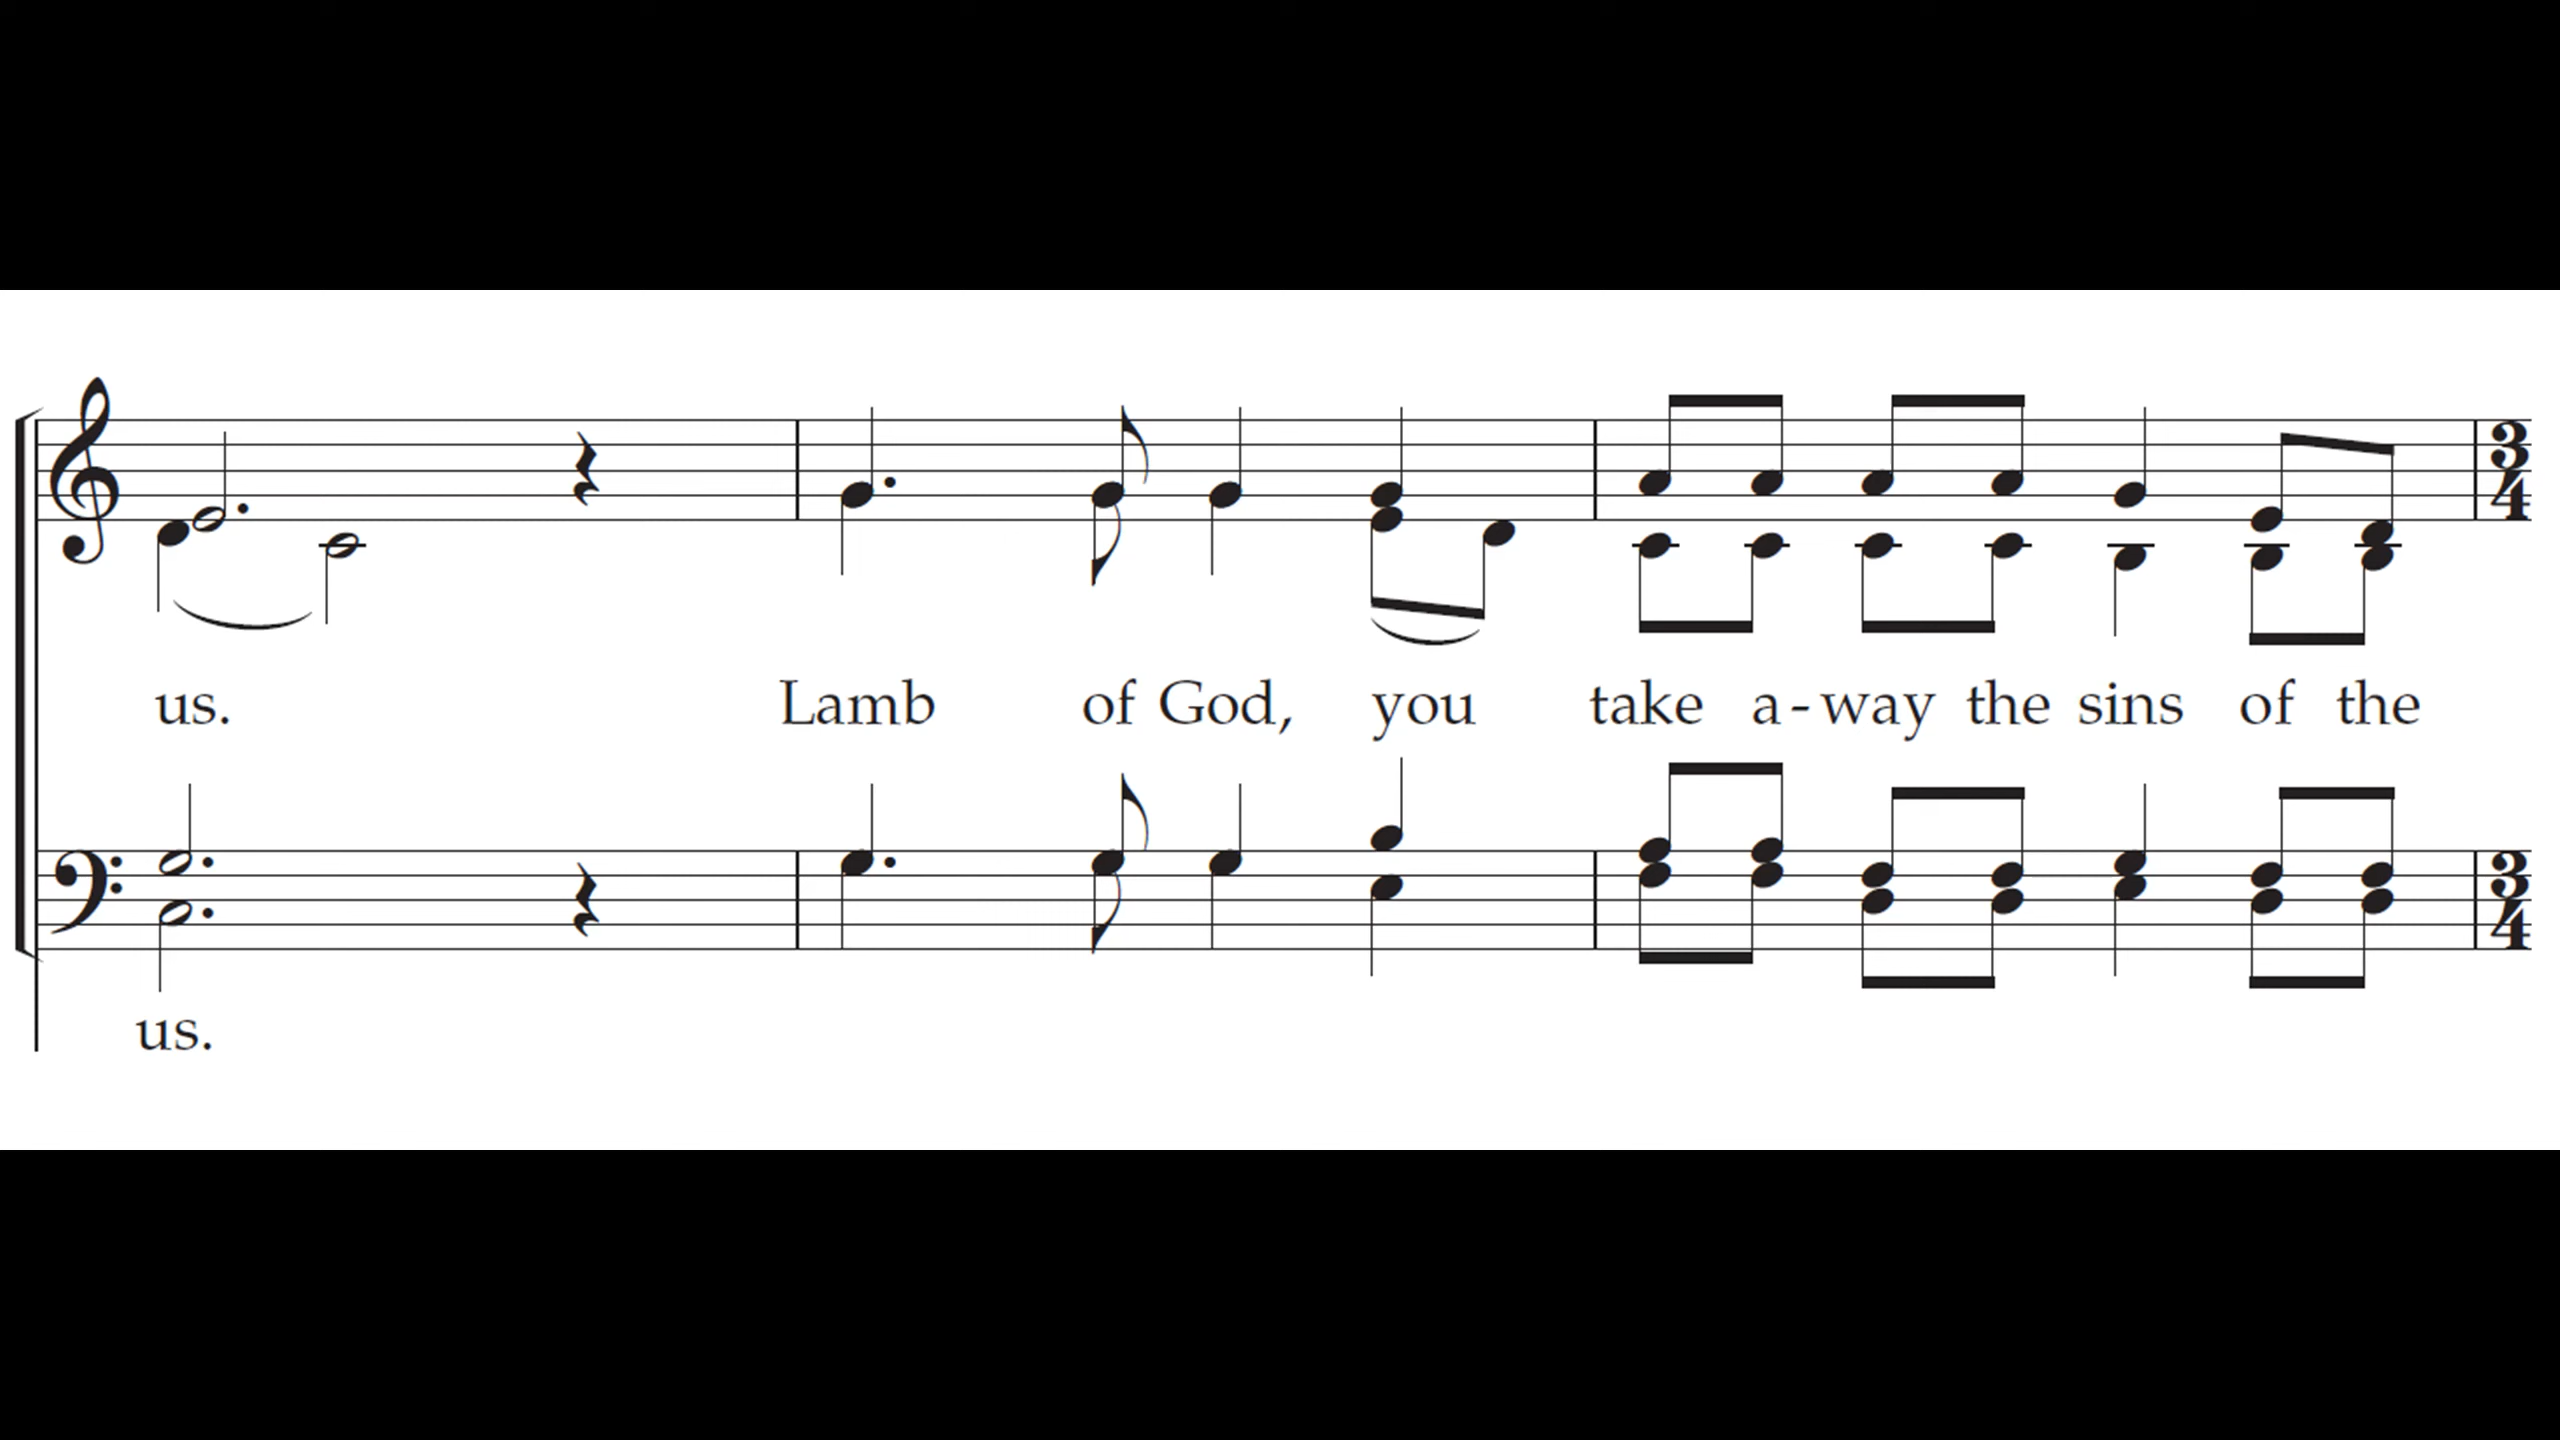 us. Lamb of God, you take a-way the sins of the
us.